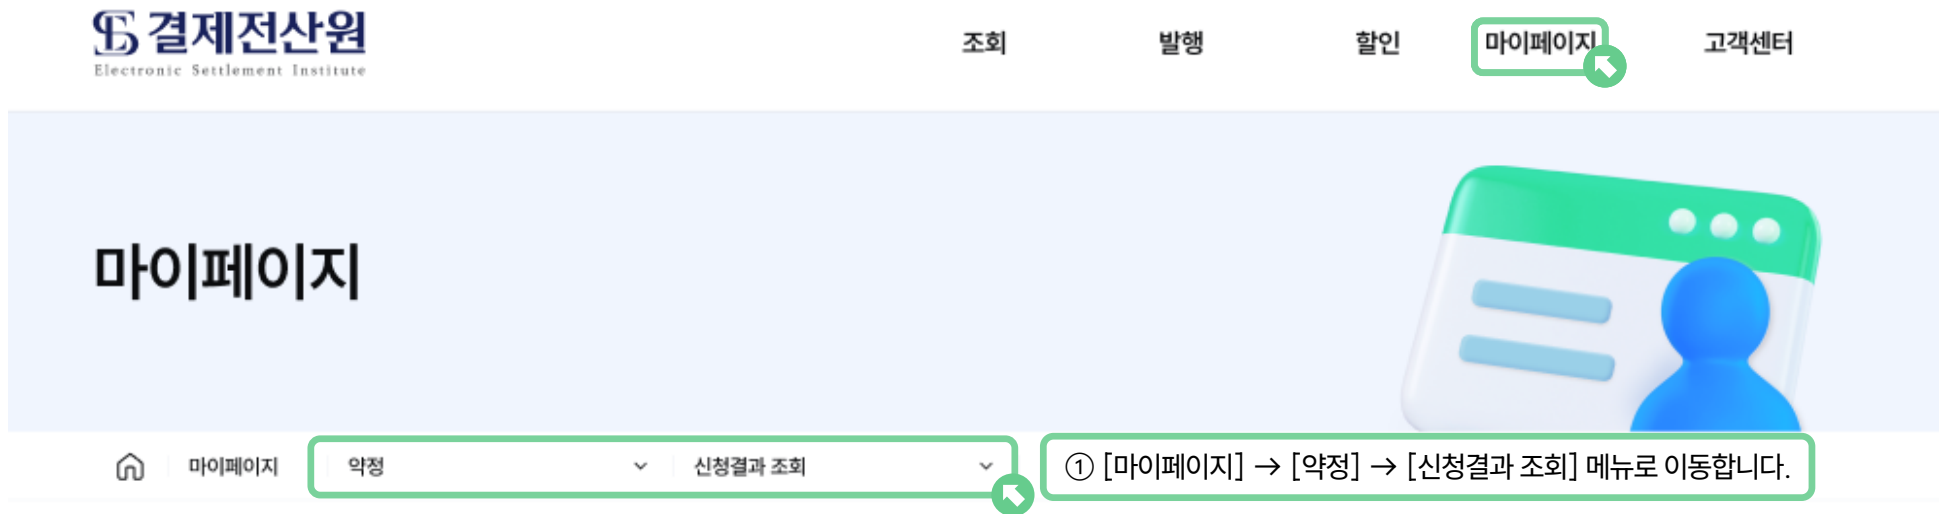 결제전산원
Electronic Settlement Institute
조회 발행 할인 마이페이지 고객센터
마이페이지
마이페이지 약정 신청결과 조회
① [마이페이지] → [약정] → [신청결과 조회] 메뉴로 이동합니다.